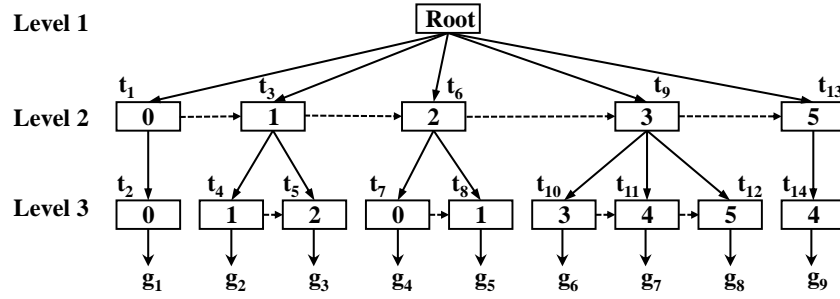 Level 1 Root
t1 t3 t6 t9 t13
Level 2 0 1 2 3 5
t2 t4 t5 t7 t8 t10 t11 t12 t14
Level 3 0 1 2 0 1 3 4 5 4
g1 g2 g3 g4 g5 g6 g7 g8 g9